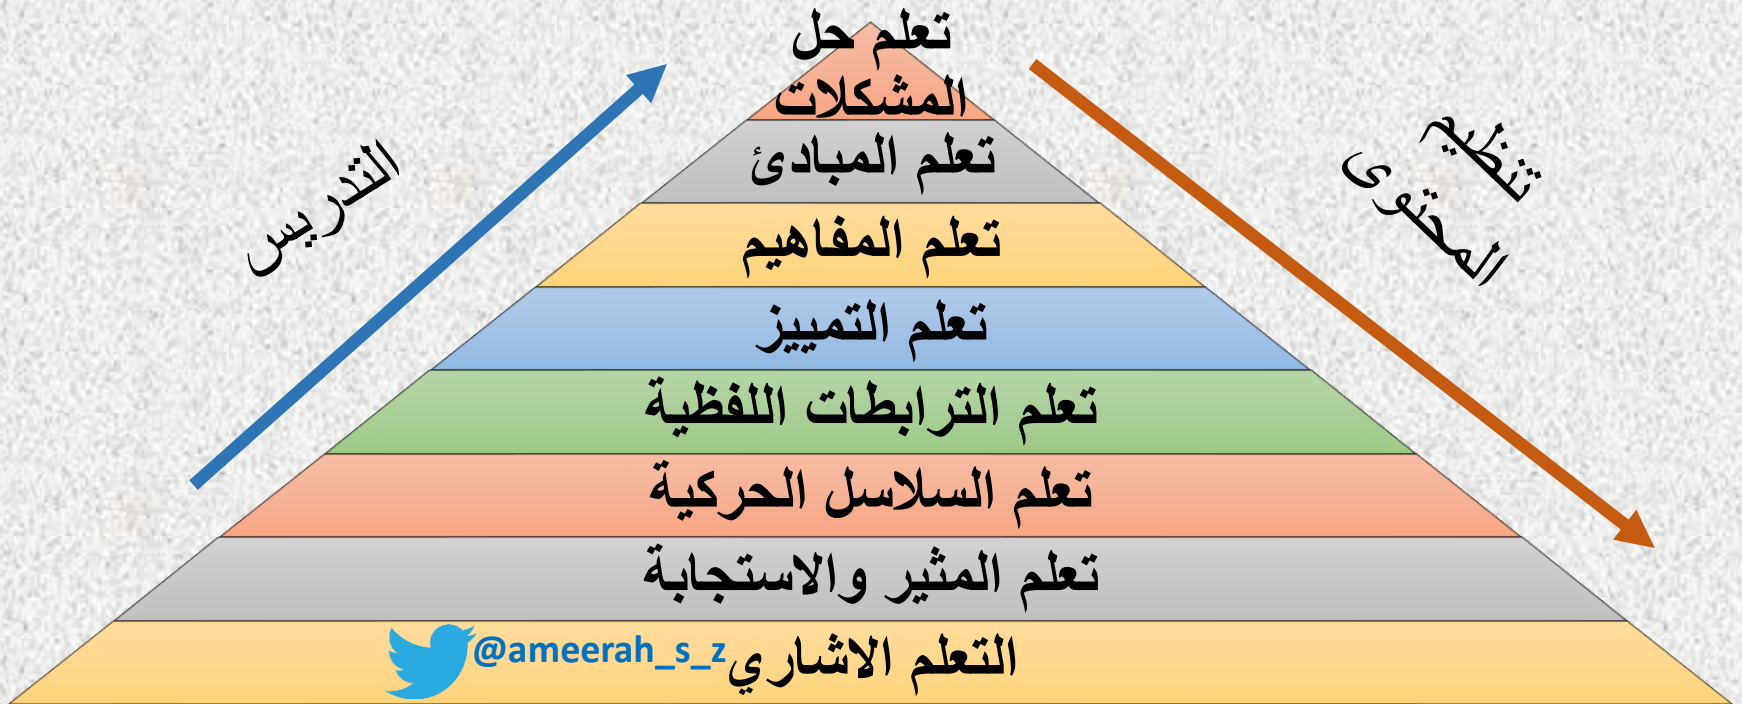 تعلم حل
المشكلات
تعلم المبادئ
تعلم المفاهيم
تعلم التمييز
تعلم الترابطات اللفظية
تعلم السلاسل الحركية
تعلم المثير والاستجابة
التعلم الاشاري
@ameerah_s_z
التدريس
تنظيم
المحتوى